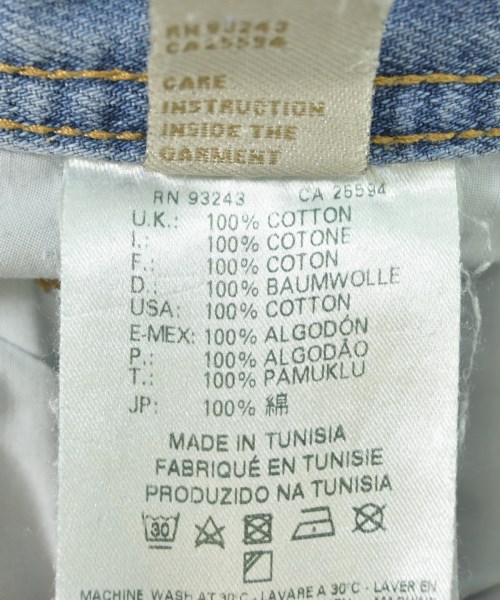 RN 93243
CA 25594
CARE
INSTRUCTION
INSIDE THE
GARMENT
RN 93243 CA 25594
U.K.: 100% COTTON
I.: 100% COTONE
F.: 100% COTON
D.: 100% BAUMWOLLE
USA: 100% COTTON
E-MEX: 100% ALGODÓN
P.: 100% ALGODÃO
T.: 100% PAMUKLU
JP: 100% 綿
MADE IN TUNISIA
FABRIQUÉ EN TUNISIE
PRODUZIDO NA TUNISIA
30
MACHINE WASH AT 30°C - LAVARE A 30°C - LAVER EN